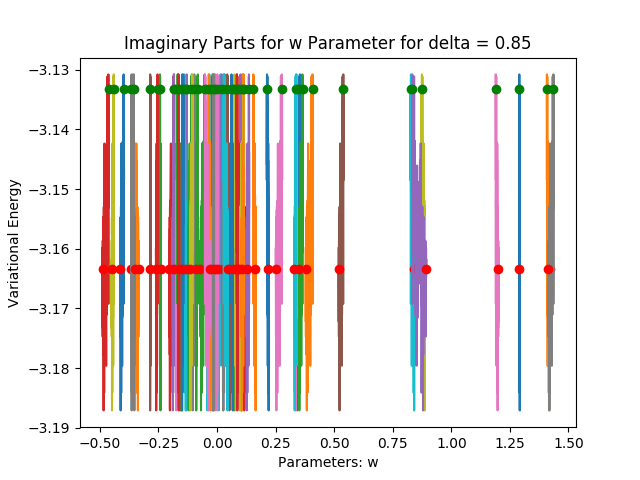 Imaginary Parts for w Parameter for delta = 0.85
−3.13
−3.14
−3.15
−3.16
−3.17
−3.18
−3.19
Variational Energy
−0.50 −0.25 0.00 0.25 0.50 0.75 1.00 1.25 1.50
Parameters: w